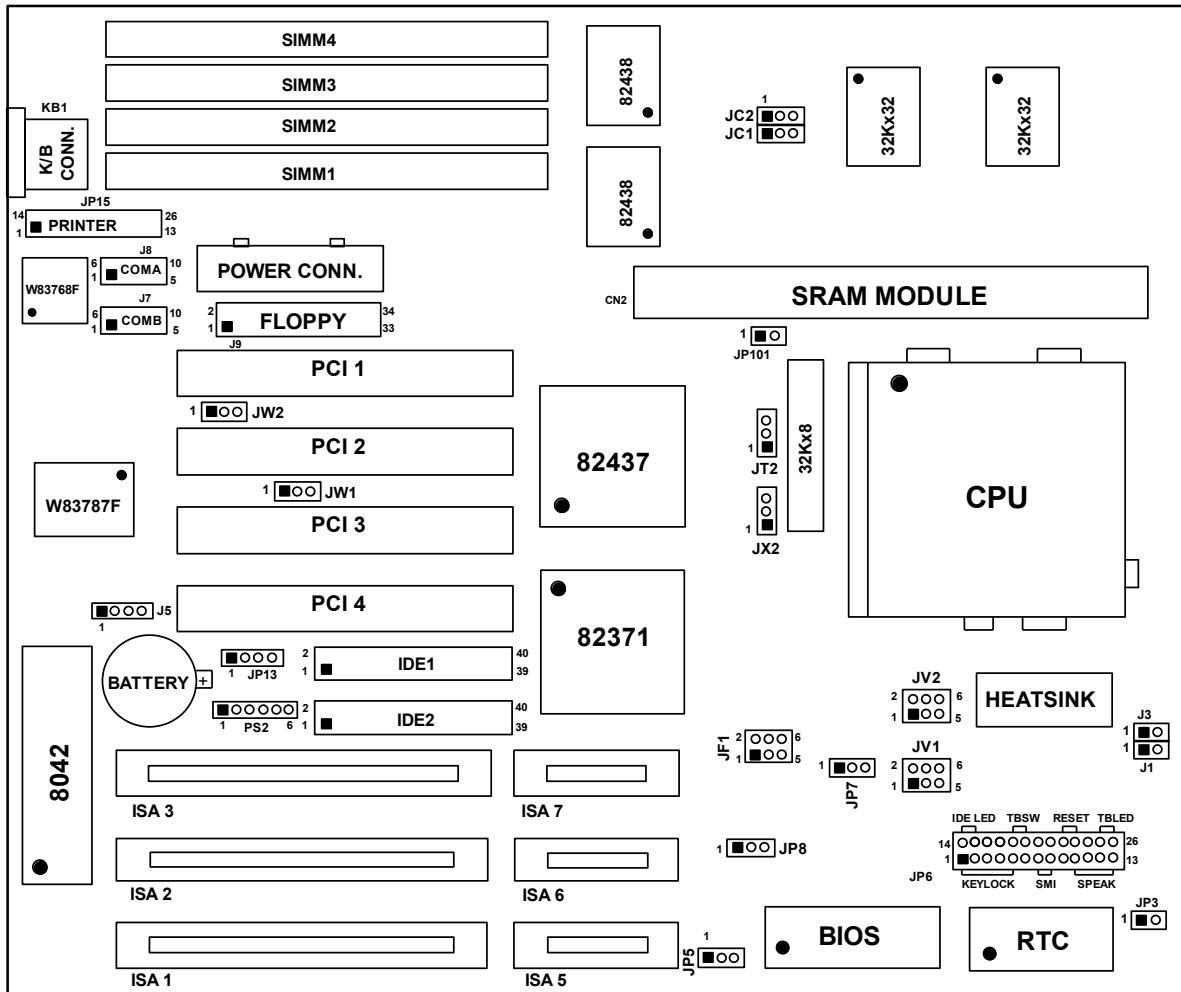 SIMM4
SIMM3
SIMM2
SIMM1
KB1
K/B CONN.
82438
82438
1
JC2
JC1
32Kx32
32Kx32
JP15
14 26
1 PRINTER 13
J8
6 COMA 10
1 5
W83768F
J7
6 COMB 10
1 5
POWER CONN.
2 FLOPPY 34
1 33
J9
CN2 SRAM MODULE
1
JP101
PCI 1
1 JW2
PCI 2
1 JW1
PCI 3
PCI 4
W83787F
82437
82371
1
JT2
1
JX2
32Kx8
CPU
J5
1
BATTERY +
1 JP13
1 PS2 6
2 IDE1 40
1 39
2 IDE2 40
1 39
8042
JV2
2 6
1 5
HEATSINK
J3
1
1
J1
JF1
2 6
1 5
1
JP7
JV1
2 6
1 5
ISA 3
ISA 7
1 JP8
IDE LED TBSW RESET TBLED
14 26
1 13
JP6
KEYLOCK SMI SPEAK
ISA 2
ISA 6
JP3
1
1
JP5
BIOS
RTC
ISA 1
ISA 5